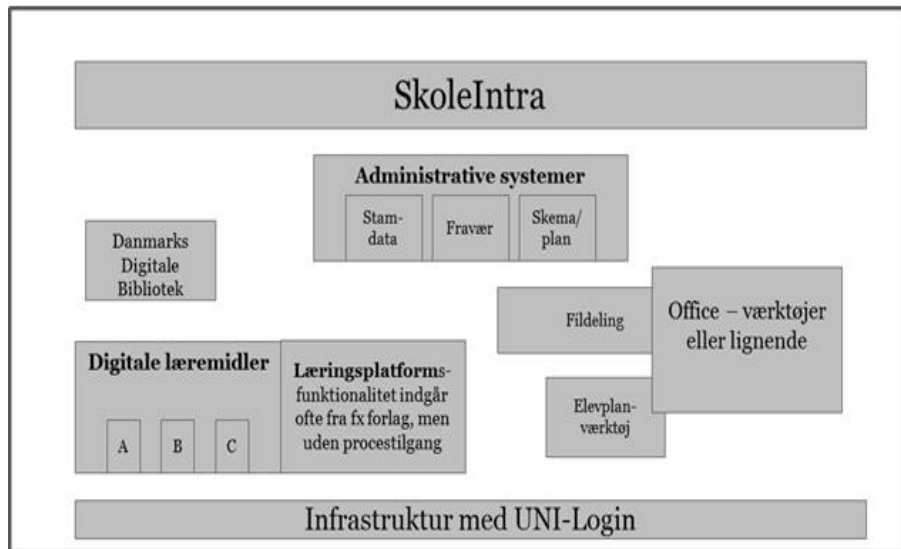 SkoleIntra
Administrative systemer
Stam-
data
Fravær
Skema/
plan
Danmarks
Digitale
Bibliotek
Fildeling
Office – værktøjer
eller lignende
Digitale læremidler
A
B
C
Læringsplatforms-
funktionalitet indgår
ofte fra fx forlag, men
uden procestilgang
Elevplan-
værktøj
Infrastruktur med UNI-Login